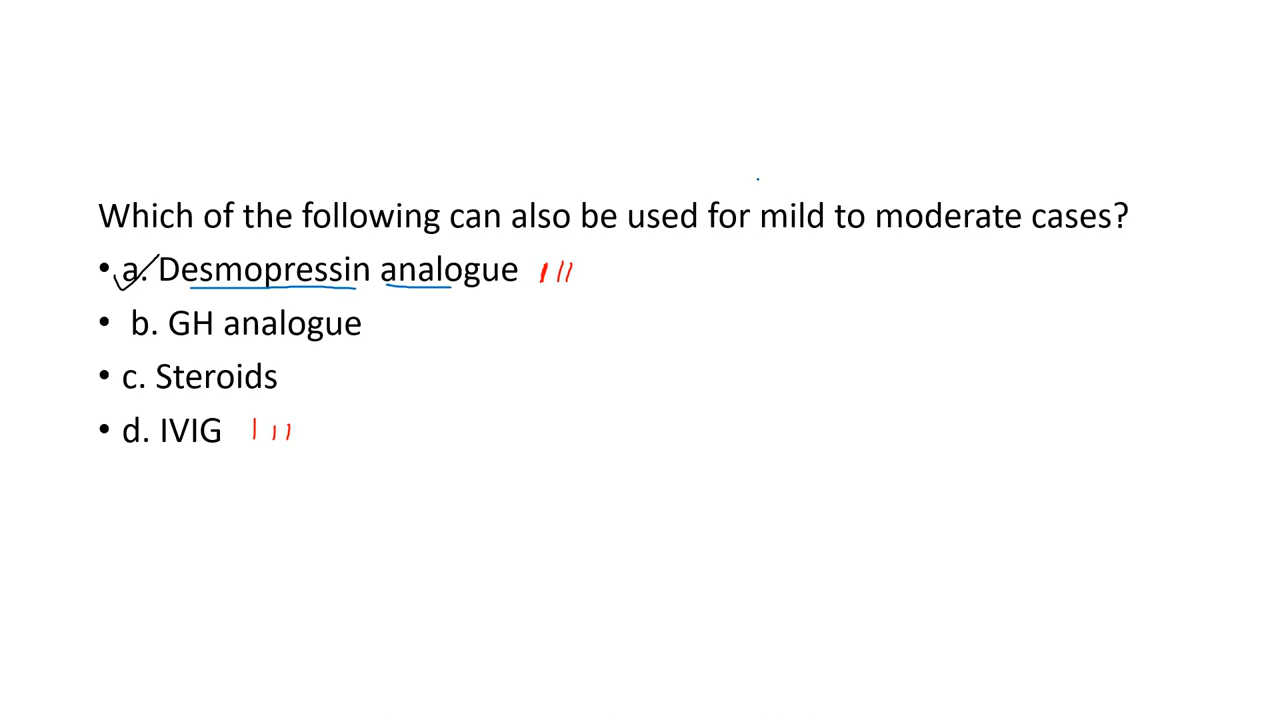 Which of the following can also be used for mild to moderate cases?
• a. Desmopressin analogue
• b. GH analogue
• c. Steroids
• d. IVIG